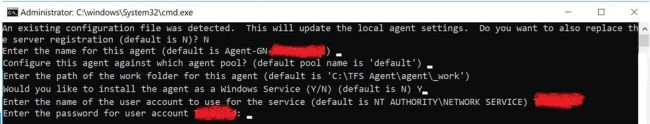 Administrator: C:\windows\System32\cmd.exe
An existing configuration file was detected.  This will update the local agent settings.  Do you want to also replace th
e server registration (default is N)? N
Enter the name for this agent (default is Agent-GN- )
Configure this agent against which agent pool? (default pool name is 'default')
Enter the path of the work folder for this agent (default is 'C:\TFS Agent\agent\_work')
Would you like to install the agent as a Windows Service (Y/N) (default is N) Y
Enter the name of the user account to use for the service (default is NT AUTHORITY\NETWORK SERVICE)
Enter the password for user account :